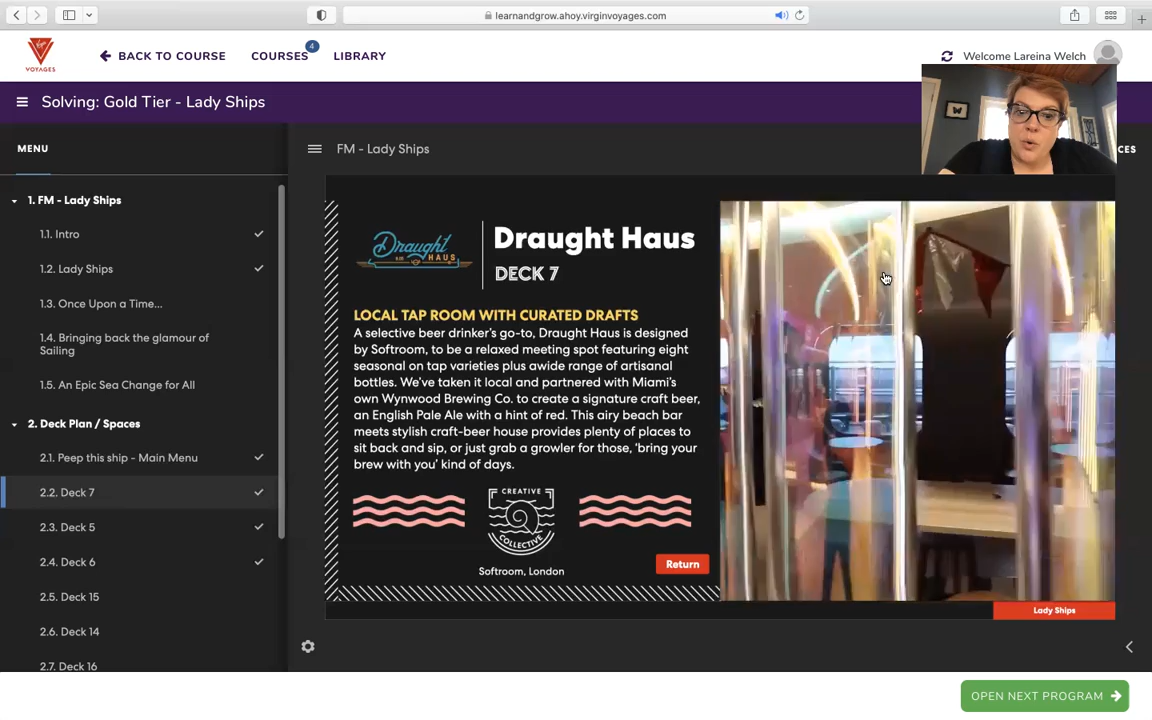 learnandgrow.ahoy.virginvoyages.com
VOYAGES
BACK TO COURSE
COURSES
4
LIBRARY
Welcome Lareina Welch
Solving: Gold Tier - Lady Ships
MENU
FM - Lady Ships
CES
1. FM - Lady Ships
1.1. Intro
1.2. Lady Ships
1.3. Once Upon a Time...
1.4. Bringing back the glamour of
Sailing
1.5. An Epic Sea Change for All
2. Deck Plan / Spaces
2.1. Peep this ship - Main Menu
2.2. Deck 7
2.3. Deck 5
2.4. Deck 6
2.5. Deck 15
2.6. Deck 14
2.7. Deck 16
Draught
HAUS
Draught Haus
DECK 7
LOCAL TAP ROOM WITH CURATED DRAFTS
A selective beer drinker's go-to, Draught Haus is designed
by Softroom, to be a relaxed meeting spot featuring eight
seasonal on tap varieties plus awide range of artisanal
bottles. We've taken it local and partnered with Miami's
own Wynwood Brewing Co. to create a signature craft beer,
an English Pale Ale with a hint of red. This airy beach bar
meets stylish craft-beer house provides plenty of places to
sit back and sip, or just grab a growler for those, 'bring your
brew with you' kind of days.
CREATIVE
COLLECTIVE
Softroom, London
Return
Lady Ships
OPEN NEXT PROGRAM